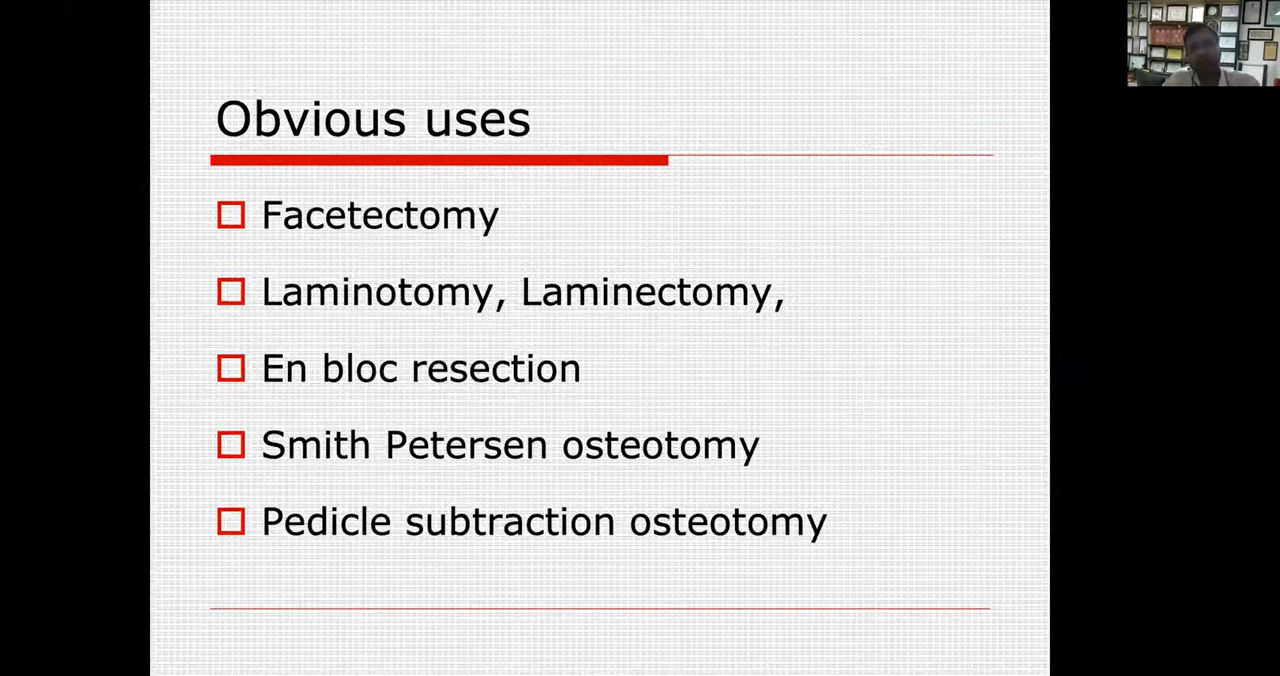 Obvious uses
Facetectomy
Laminotomy, Laminectomy,
En bloc resection
Smith Petersen osteotomy
Pedicle subtraction osteotomy